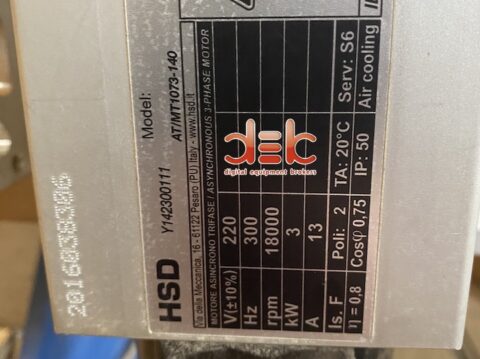 HSD
Model:
Y142300111 AT/MT1073-140
Via della Meccanica, 16 - 61122 Pesaro (PU) Italy - www.hsd.it
MOTORE ASINCRONO TRIFASE / ASYNCHRONOUS 3-PHASE MOTOR
V(±10%) 220
Hz 300
rpm 18000
kW 3
A 13
Is. F Poli: 2 TA: 20°C Serv: S6
η = 0,8 Cosφ 0,75 IP: 50 Air cooling
deb
digital equipment brokers